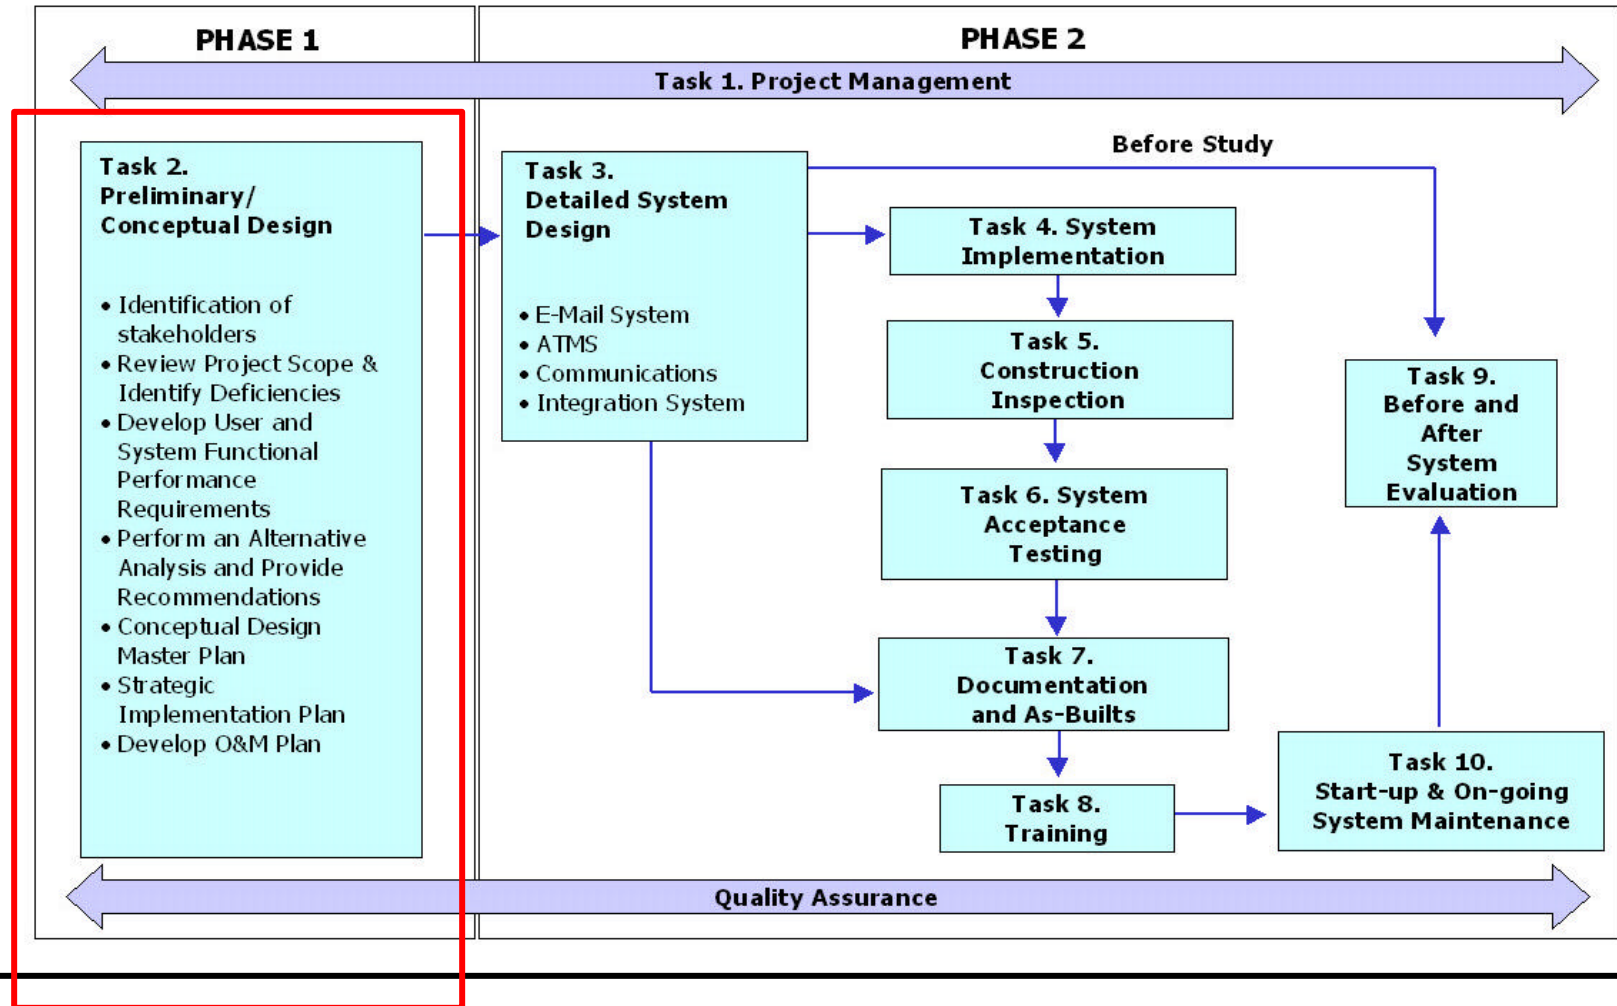 PHASE 1
PHASE 2
Task 1. Project Management
Task 2.
Preliminary/
Conceptual Design
• Identification of
stakeholders
• Review Project Scope &
Identify Deficiencies
• Develop User and
System Functional
Performance
Requirements
• Perform an Alternative
Analysis and Provide
Recommendations
• Conceptual Design
Master Plan
• Strategic
Implementation Plan
• Develop O&M Plan
Task 3.
Detailed System
Design
• E-Mail System
• ATMS
• Communications
• Integration System
Before Study
Task 4. System
Implementation
Task 5.
Construction
Inspection
Task 6. System
Acceptance
Testing
Task 7.
Documentation
and As-Builts
Task 8.
Training
Task 9.
Before and
After
System
Evaluation
Task 10.
Start-up & On-going
System Maintenance
Quality Assurance